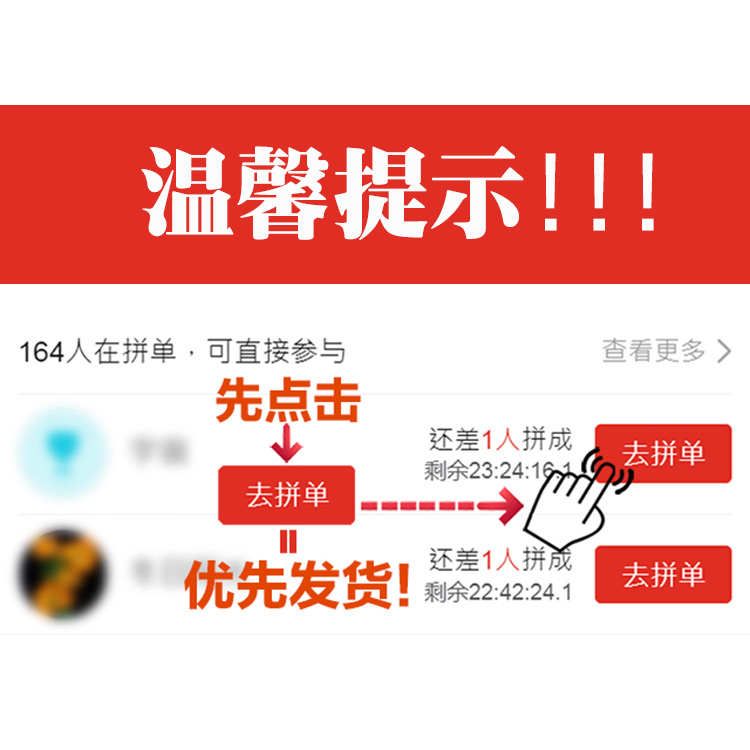 温馨提示!!!
164人在拼单，可直接参与
查看更多
先点击
还差1人拼成
剩余23:24:16.1
去拼单
去拼单
优先发货!
还差1人拼成
剩余22:42:24.1
去拼单